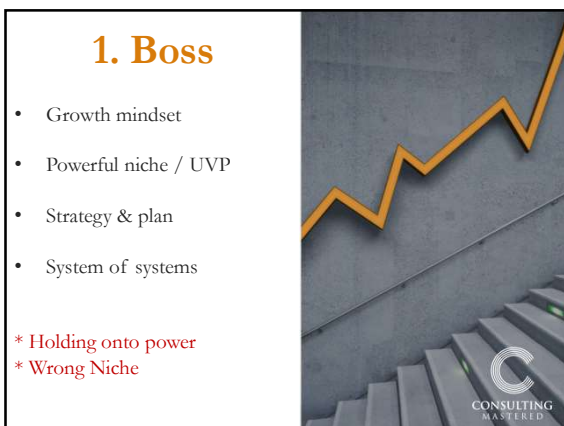 1. Boss
• Growth mindset
• Powerful niche / UVP
• Strategy & plan
• System of systems
* Holding onto power
* Wrong Niche
CONSULTING
MASTERED